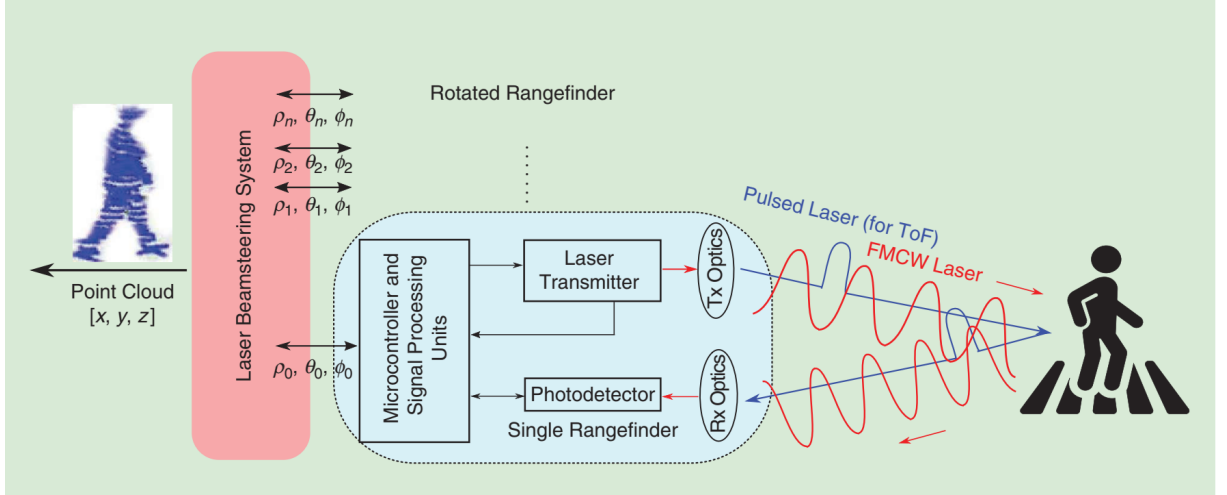 Rotated Rangefinder
ρn, θn, ϕn
ρ2, θ2, ϕ2
ρ1, θ1, ϕ1
ρ0, θ0, ϕ0
Laser Beamsteering System
Point Cloud
[x, y, z]
Microcontroller and
Signal Processing
Units
Laser
Transmitter
Tx Optics
Photodetector
Rx Optics
Single Rangefinder
Pulsed Laser (for ToF)
FMCW Laser